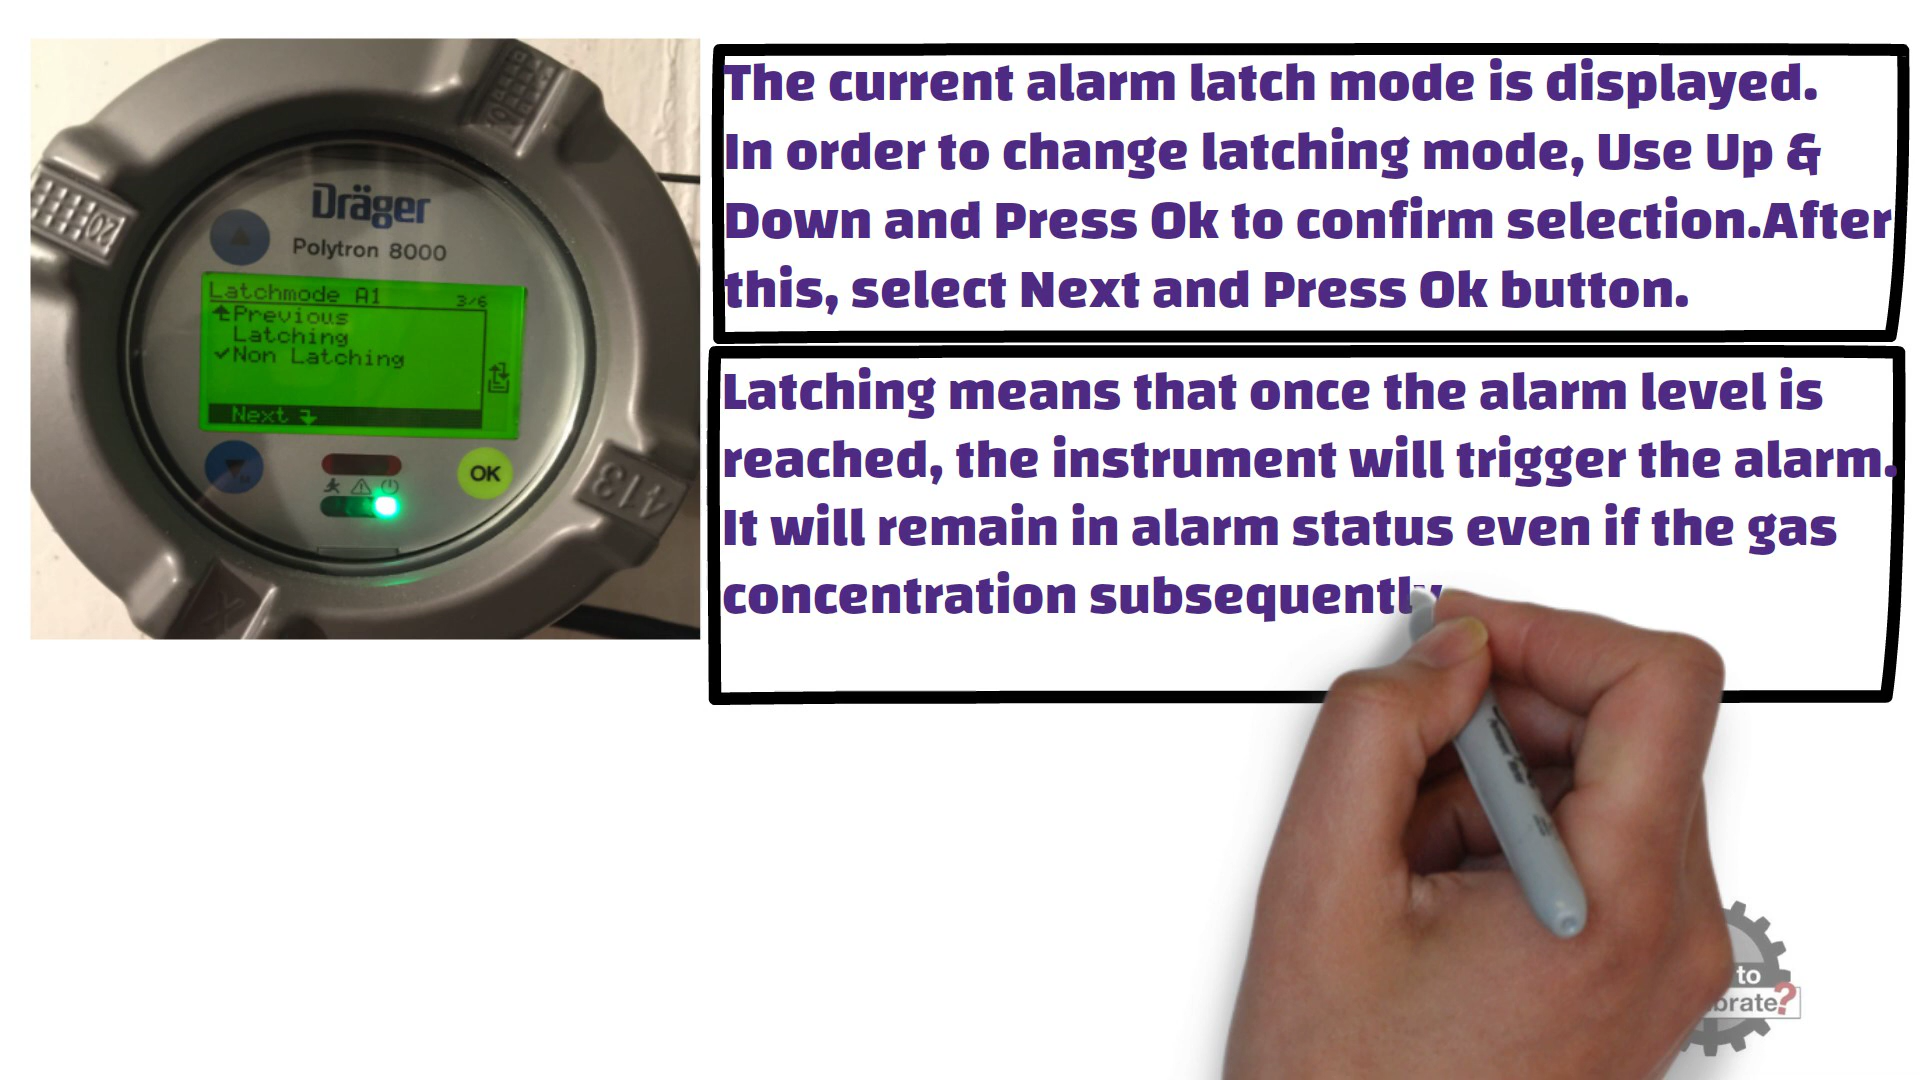 Dräger
Polytron 8000
Latchmode A1 3/6
Previous
Latching
Non Latching
Next
OK
20
413
The current alarm latch mode is displayed.
In order to change latching mode, Use Up &
Down and Press Ok to confirm selection.After
this, select Next and Press Ok button.
Latching means that once the alarm level is
reached, the instrument will trigger the alarm.
It will remain in alarm status even if the gas
concentration subsequently
to
brate?